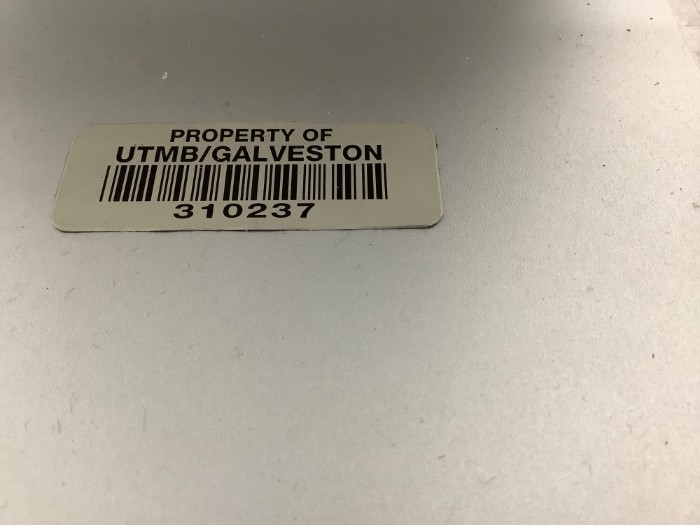 PROPERTY OF
UTMB/GALVESTON
310237